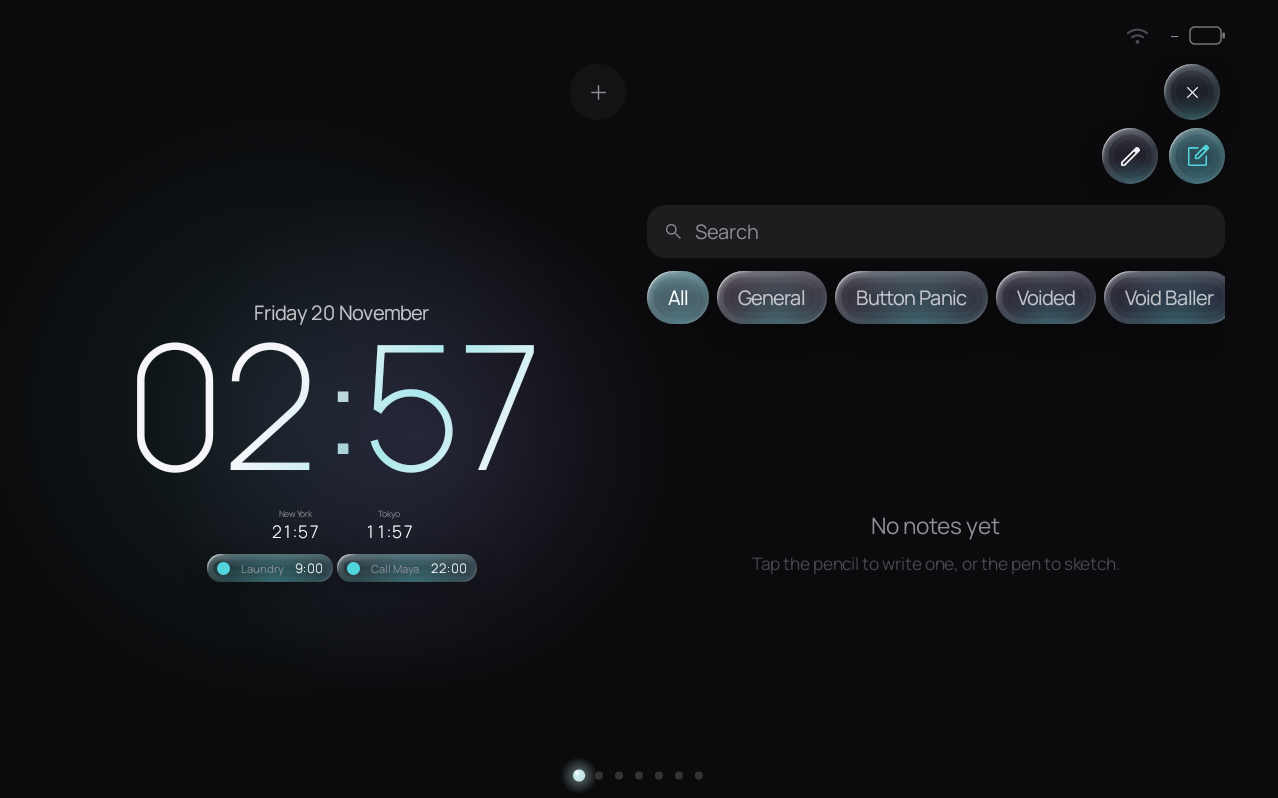 Friday 20 November
02:57
New York
21:57
Tokyo
11:57
Laundry 9:00
Call Maya 22:00
Search
All
General
Button Panic
Voided
Void Baller
No notes yet
Tap the pencil to write one, or the pen to sketch.